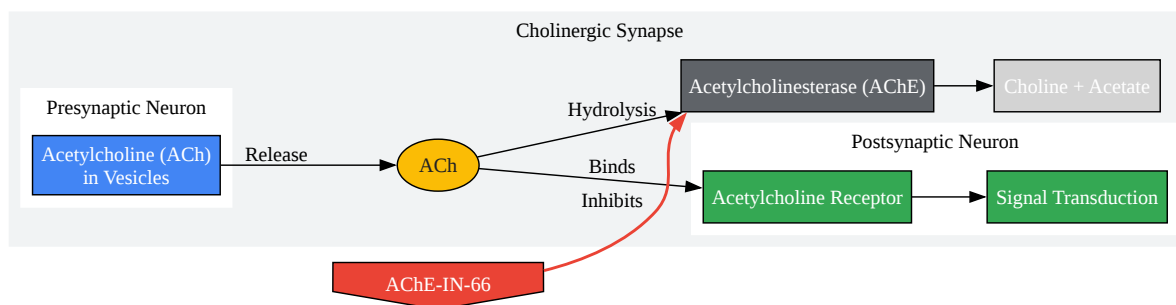 Cholinergic Synapse
Presynaptic Neuron
Acetylcholine (ACh)
in Vesicles
Release
ACh
Hydrolysis
Binds
Inhibits
Acetylcholinesterase (AChE)
Choline + Acetate
Postsynaptic Neuron
Acetylcholine Receptor
Signal Transduction
AChE-IN-66